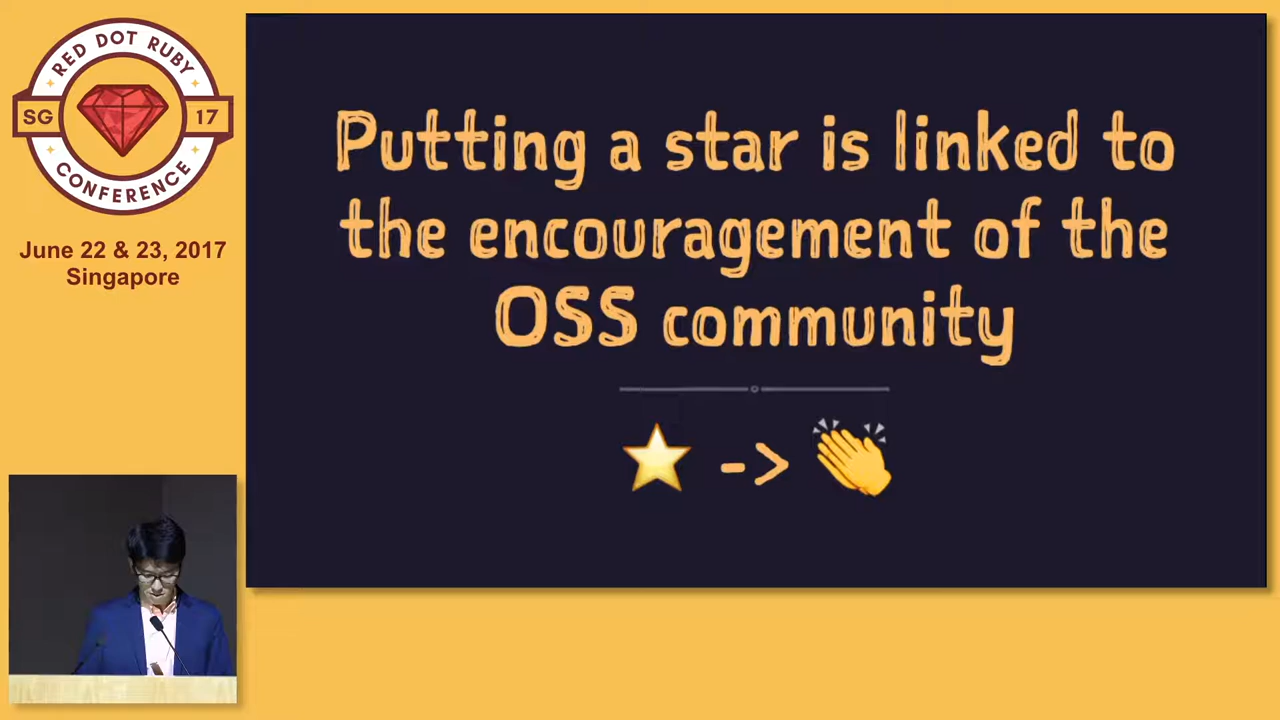 RED DOT RUBY
SG 17
CONFERENCE
June 22 & 23, 2017
Singapore
Putting a star is linked to
the encouragement of the
OSS community
->